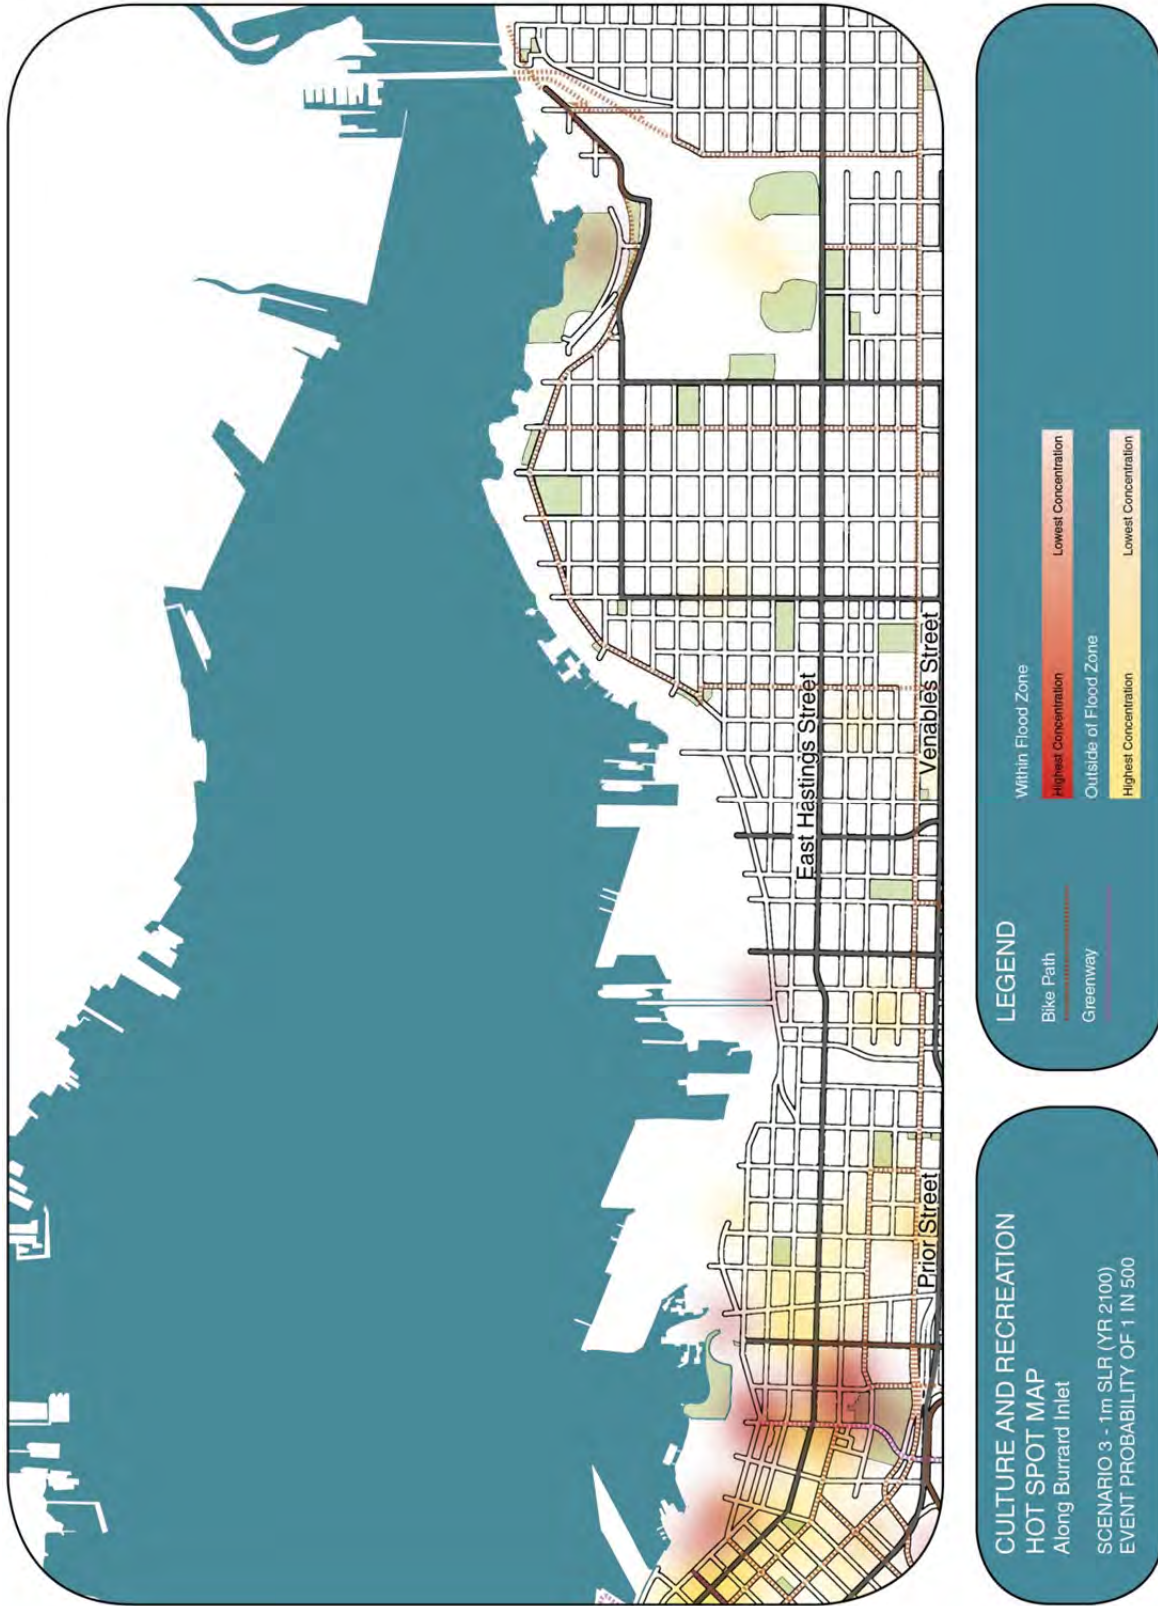 East Hastings Street
Venables Street
Prior Street
CULTURE AND RECREATION
HOT SPOT MAP
Along Burrard Inlet
SCENARIO 3 - 1m SLR (YR 2100)
EVENT PROBABILITY OF 1 IN 500
LEGEND
Bike Path
Greenway
Within Flood Zone
Highest Concentration Lowest Concentration
Outside of Flood Zone
Highest Concentration Lowest Concentration